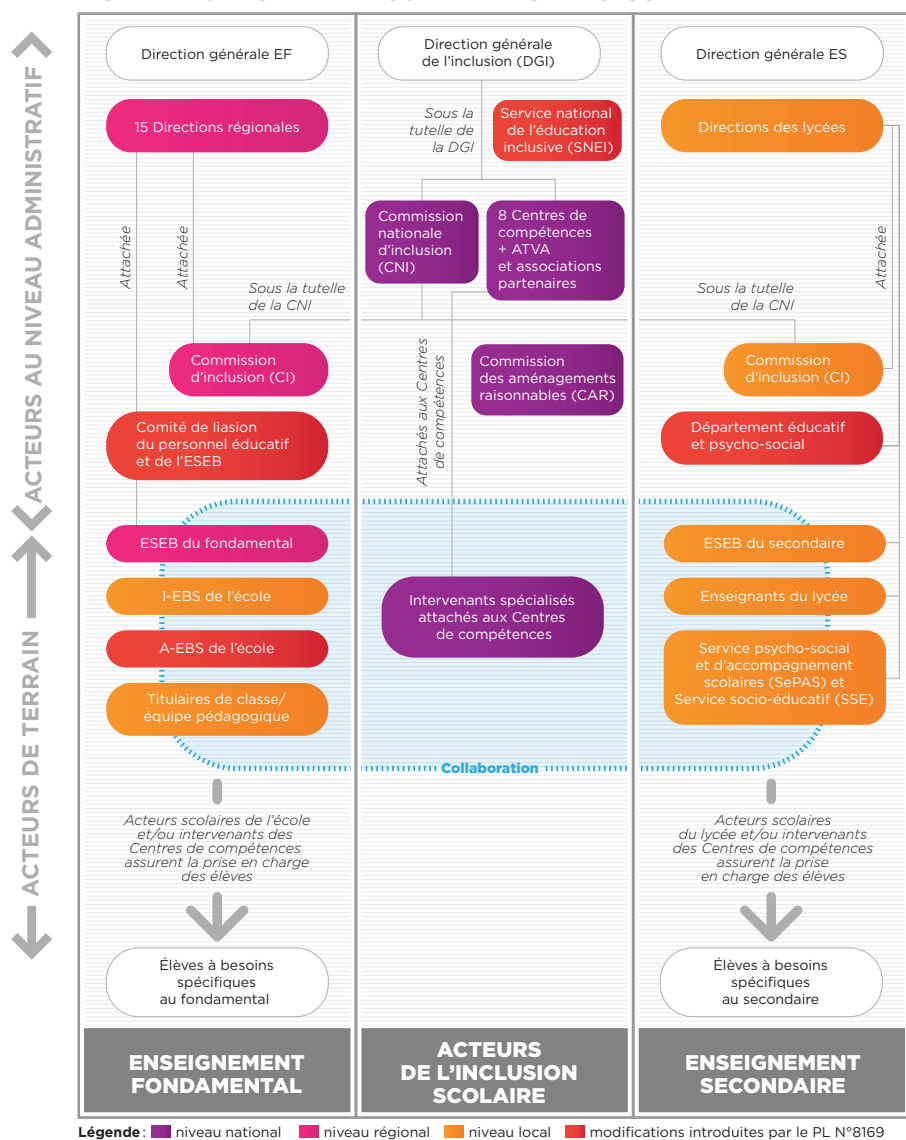 ACTEURS AU NIVEAU ADMINISTRATIF
ACTEURS DE TERRAIN
Direction générale EF
15 Directions régionales
Attachée
Attachée
Sous la tutelle
de la CNI
Commission
d'inclusion (CI)
Comité de liasion
du personnel éducatif
et de l'ESEB
ESEB du fondamental
I-EBS de l'école
A-EBS de l'école
Titulaires de classe/
équipe pédagogique
Acteurs scolaires de l'école
et/ou intervenants des
Centres de compétences
assurent la prise en charge
des élèves
Élèves à besoins
spécifiques
au fondamental
ENSEIGNEMENT
FONDAMENTAL
Direction générale
de l'inclusion (DGI)
Sous la
tutelle de
la DGI
Service national
de l'éducation
inclusive (SNEI)
Commission
nationale
d'inclusion
(CNI)
8 Centres de
compétences
+ ATVA
et associations
partenaires
Attachés aux Centres
de compétences
Commission
des aménagements
raisonnables (CAR)
Intervenants spécialisés
attachés aux Centres
de compétences
Collaboration
ACTEURS
DE L'INCLUSION
SCOLAIRE
Direction générale ES
Directions des lycées
Attachée
Sous la tutelle
de la CNI
Commission
d'inclusion (CI)
Département éducatif
et psycho-social
ESEB du secondaire
Enseignants du lycée
Service psycho-social
et d'accompagnement
scolaires (SePAS) et
Service socio-éducatif (SSE)
Acteurs scolaires
du lycée et/ou intervenants
des Centres de compétences
assurent la prise
en charge des élèves
Élèves à besoins
spécifiques
au secondaire
ENSEIGNEMENT
SECONDAIRE
Légende : niveau national niveau régional niveau local modifications introduites par le PL N°8169